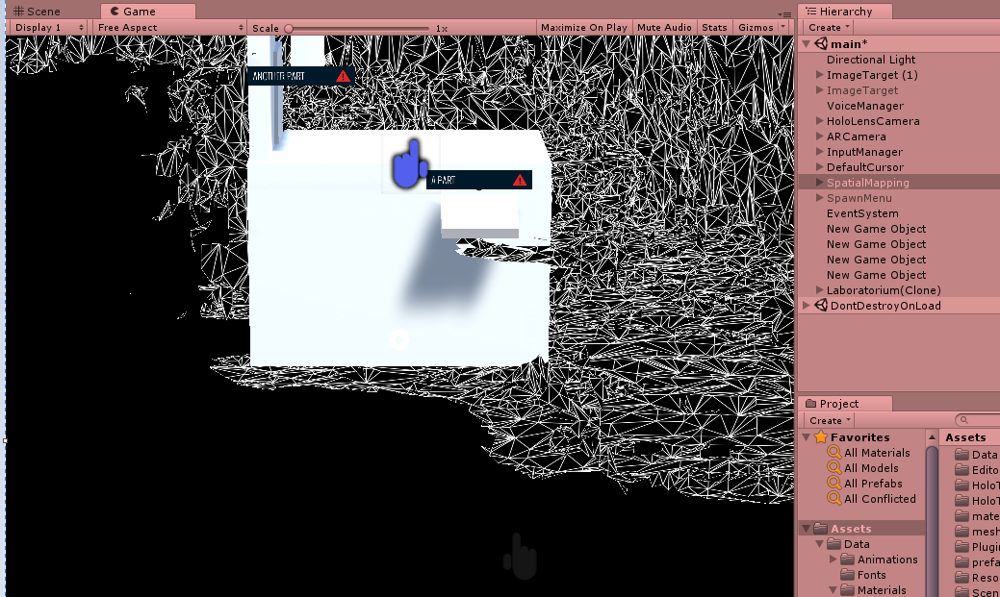 Scene
Game
Display 1
Free Aspect
Scale
1x
Maximize On Play
Mute Audio
Stats
Gizmos
ANOTHER PART
A PART
Hierarchy
Create
main*
Directional Light
ImageTarget (1)
ImageTarget
VoiceManager
HoloLensCamera
ARCamera
InputManager
DefaultCursor
SpatialMapping
SpawnMenu
EventSystem
New Game Object
New Game Object
New Game Object
New Game Object
Laboratorium(Clone)
DontDestroyOnLoad
Project
Create
Favorites
All Materials
All Models
All Prefabs
All Conflicted
Assets
Data
Animations
Fonts
Materials
Assets
Data
Edito
HoloT
HoloT
mate
mesh
Plugin
prefa
Reso
Scen